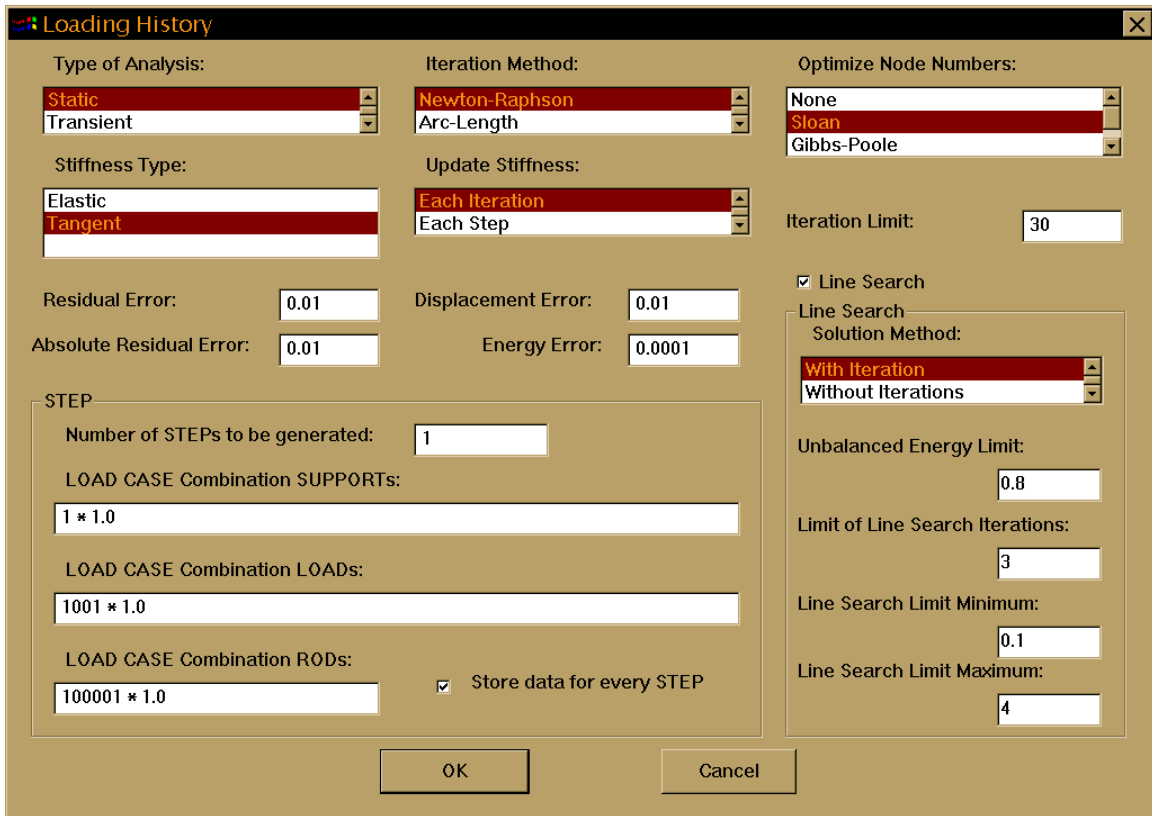 Loading History
Type of Analysis:
Static
Transient
Iteration Method:
Newton-Raphson
Arc-Length
Optimize Node Numbers:
None
Sloan
Gibbs-Poole
Stiffness Type:
Elastic
Tangent
Update Stiffness:
Each Iteration
Each Step
Iteration Limit: 30
Residual Error: 0.01
Displacement Error: 0.01
Absolute Residual Error: 0.01
Energy Error: 0.0001
Line Search
Line Search
Solution Method:
With Iteration
Without Iterations
Unbalanced Energy Limit:
0.8
Limit of Line Search Iterations:
3
Line Search Limit Minimum:
0.1
Line Search Limit Maximum:
4
STEP
Number of STEPs to be generated: 1
LOAD CASE Combination SUPPORTs:
1 * 1.0
LOAD CASE Combination LOADs:
1001 * 1.0
LOAD CASE Combination RODs:
100001 * 1.0
Store data for every STEP
OK
Cancel